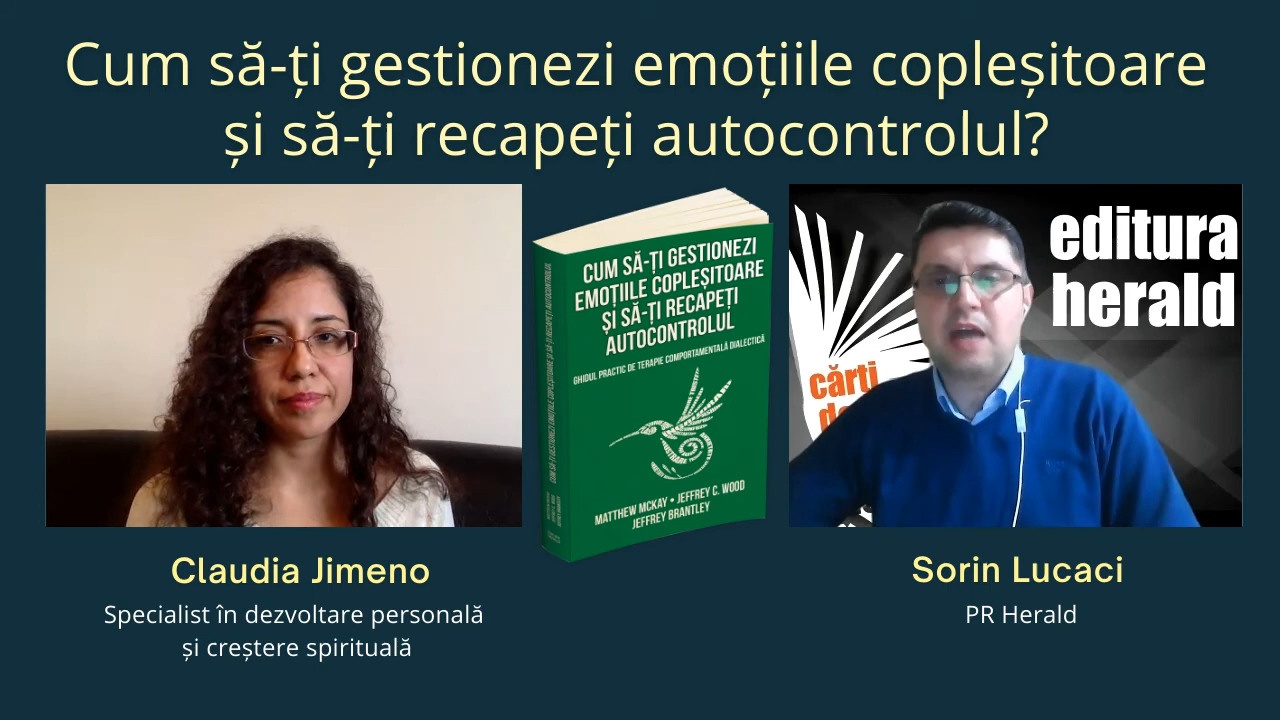 Cum să-ți gestionezi emoțiile copleșitoare
și să-ți recapeți autocontrolul?
CUM SĂ-ȚI GESTIONEZI
EMOȚIILE COPLEȘITOARE
ȘI SĂ-ȚI RECAPEȚI
AUTOCONTROLUL
GHIDUL PRACTIC DE TERAPIE COMPORTAMENTALĂ DIALECTICĂ
MATTHEW MCKAY • JEFFREY C. WOOD
JEFFREY BRANTLEY
editura
herald
cărți
Claudia Jimeno
Specialist în dezvoltare personală
și creștere spirituală
Sorin Lucaci
PR Herald